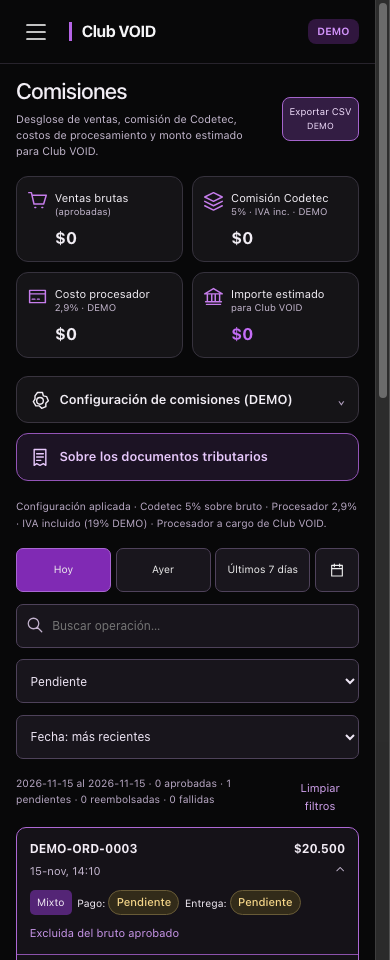 Club VOID
DEMO
Comisiones
Desglose de ventas, comisión de Codetec,
costos de procesamiento y monto estimado
para Club VOID.
Exportar CSV
DEMO
Ventas brutas
(aprobadas)
$0
Comisión Codetec
5% · IVA inc. · DEMO
$0
Costo procesador
2,9% · DEMO
$0
Importe estimado
para Club VOID
$0
Configuración de comisiones (DEMO)
Sobre los documentos tributarios
Configuración aplicada · Codetec 5% sobre bruto · Procesador 2,9%
· IVA incluido (19% DEMO) · Procesador a cargo de Club VOID.
Hoy
Ayer
Últimos 7 días
Buscar operación...
Pendiente
Fecha: más recientes
2026-11-15 al 2026-11-15 · 0 aprobadas · 1
pendientes · 0 reembolsadas · 0 fallidas
Limpiar
filtros
DEMO-ORD-0003
$20.500
15-nov, 14:10
Mixto Pago: Pendiente Entrega: Pendiente
Excluida del bruto aprobado